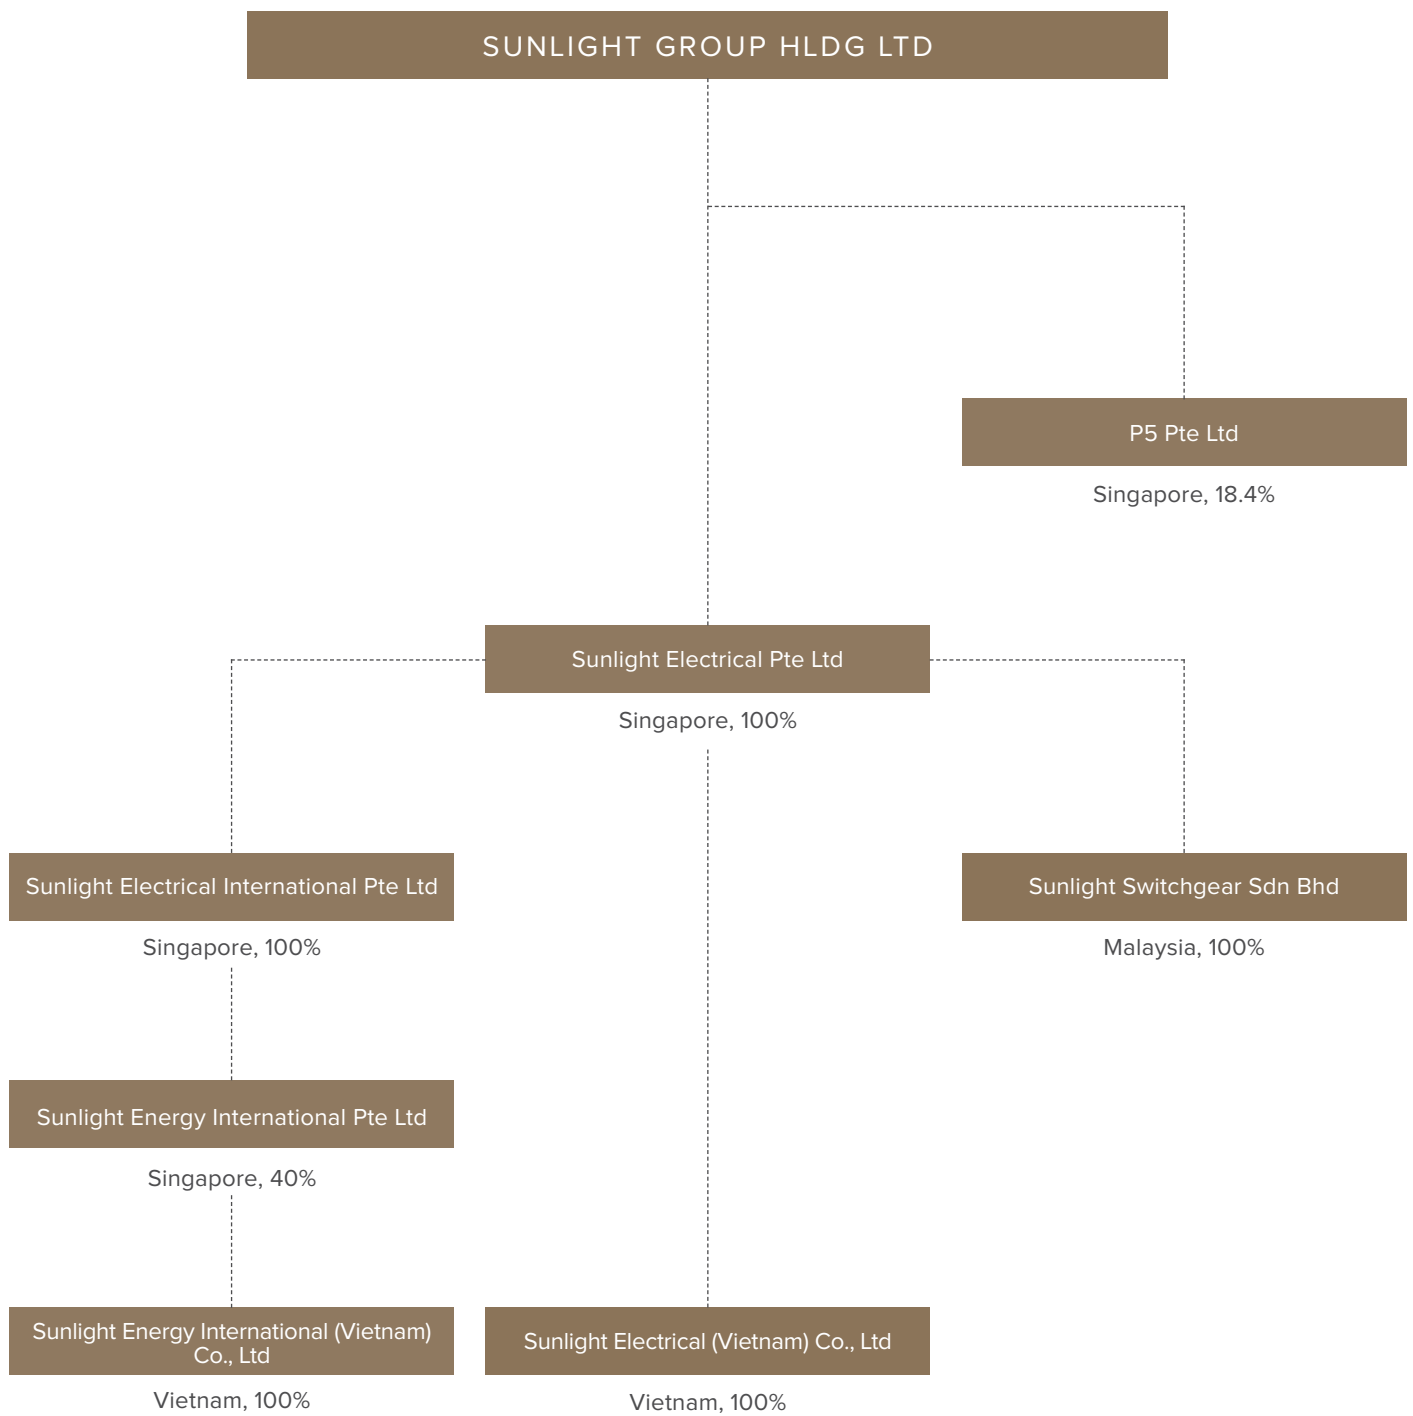 SUNLIGHT GROUP HLDG LTD
P5 Pte Ltd
Singapore, 18.4%
Sunlight Electrical Pte Ltd
Singapore, 100%
Sunlight Electrical International Pte Ltd
Singapore, 100%
Sunlight Switchgear Sdn Bhd
Malaysia, 100%
Sunlight Energy International Pte Ltd
Singapore, 40%
Sunlight Energy International (Vietnam)
Co., Ltd
Vietnam, 100%
Sunlight Electrical (Vietnam) Co., Ltd
Vietnam, 100%